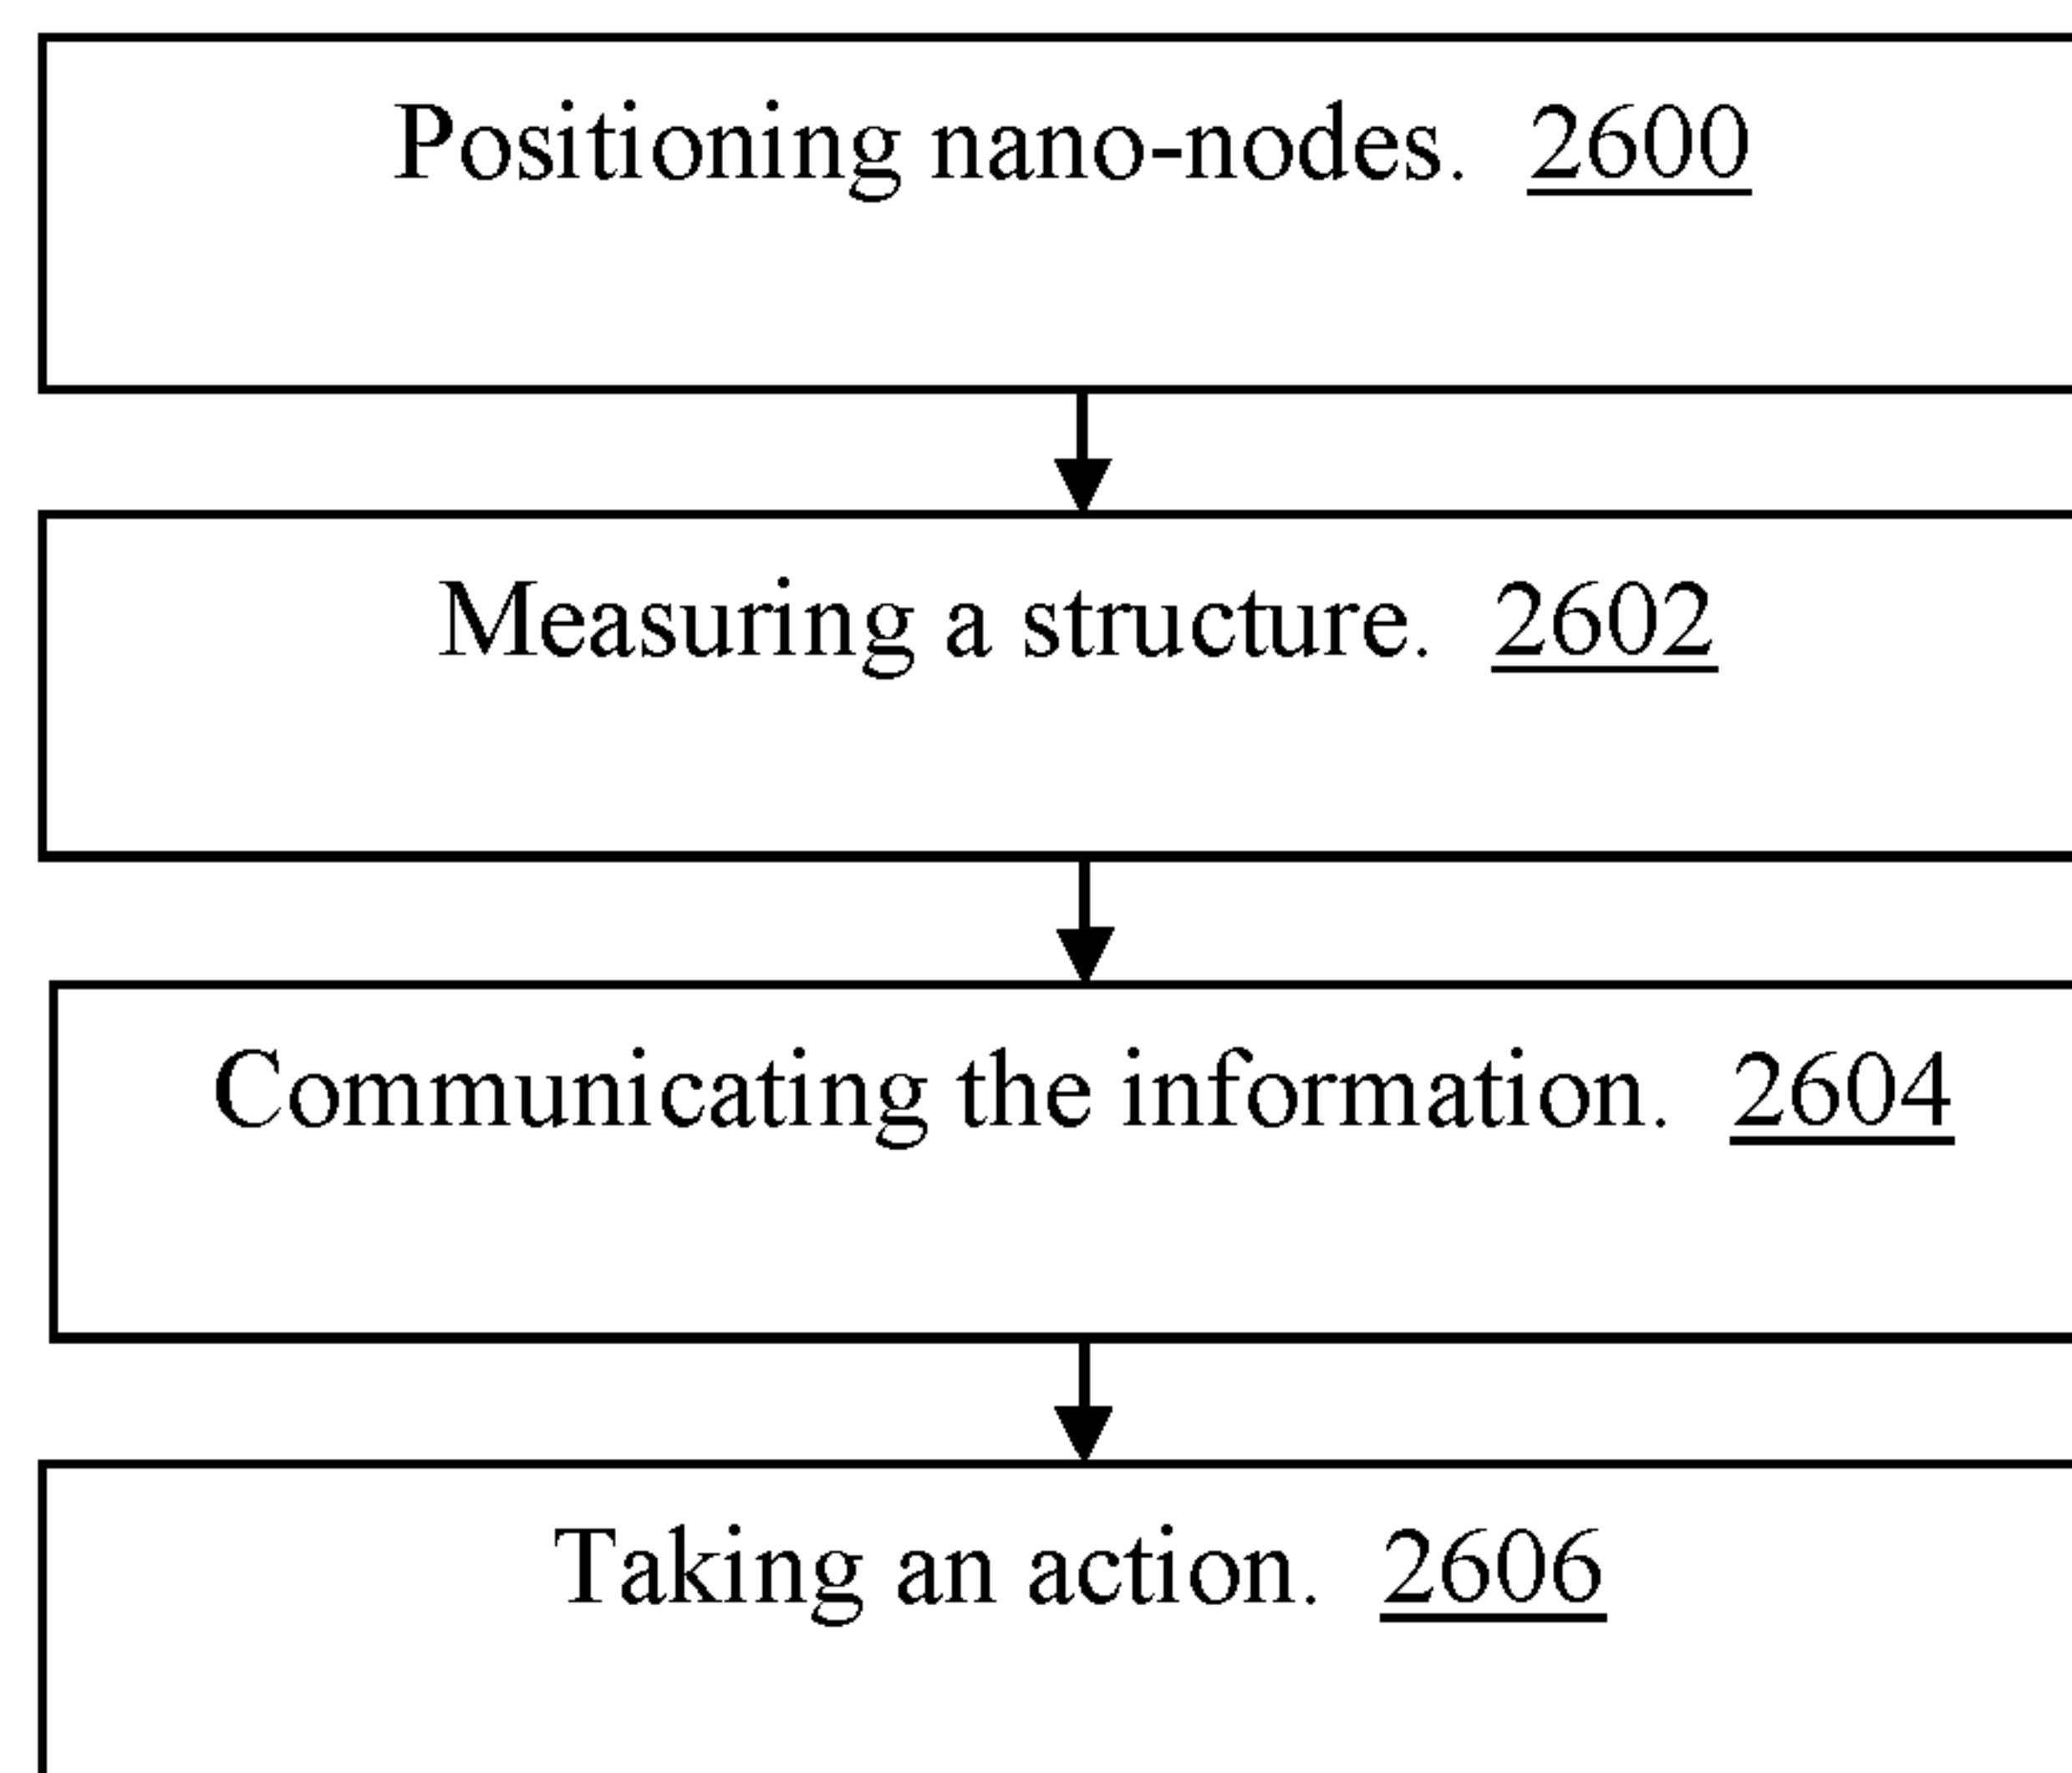 Positioning nano-nodes. 2600
Measuring a structure. 2602
Communicating the information. 2604
Taking an action. 2606